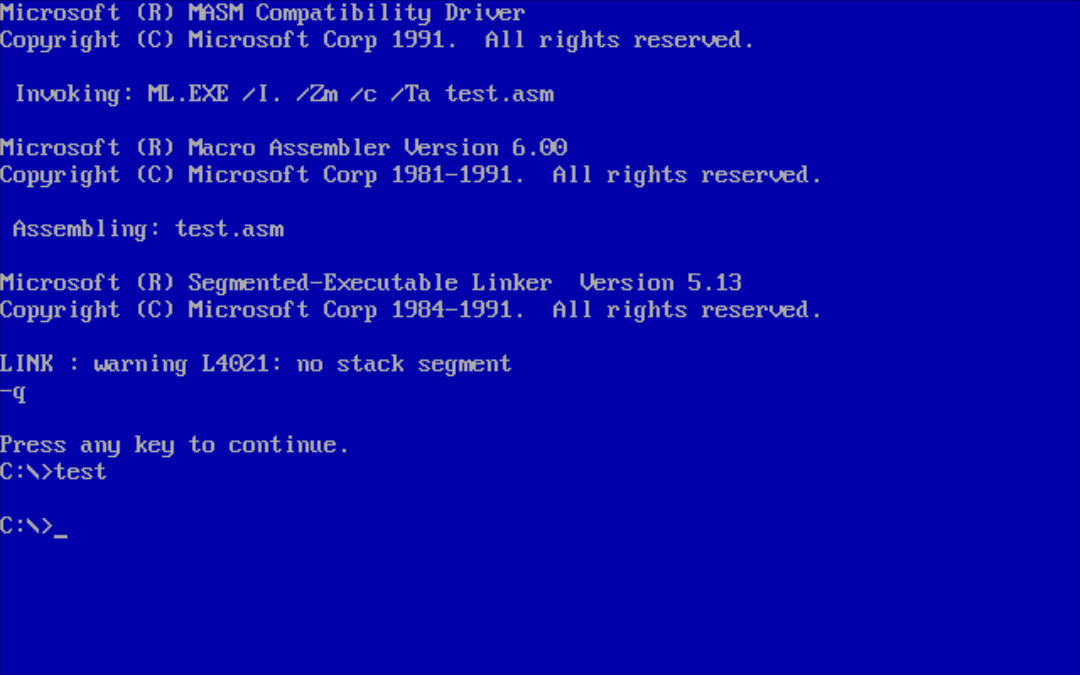 Microsoft (R) MASM Compatibility Driver
Copyright (C) Microsoft Corp 1991.  All rights reserved.
Invoking: ML.EXE /I. /Zm /c /Ta test.asm
Microsoft (R) Macro Assembler Version 6.00
Copyright (C) Microsoft Corp 1981-1991.  All rights reserved.
Assembling: test.asm
Microsoft (R) Segmented-Executable Linker  Version 5.13
Copyright (C) Microsoft Corp 1984-1991.  All rights reserved.
LINK : warning L4021: no stack segment
-q
Press any key to continue.
C:\>test
C:\>_